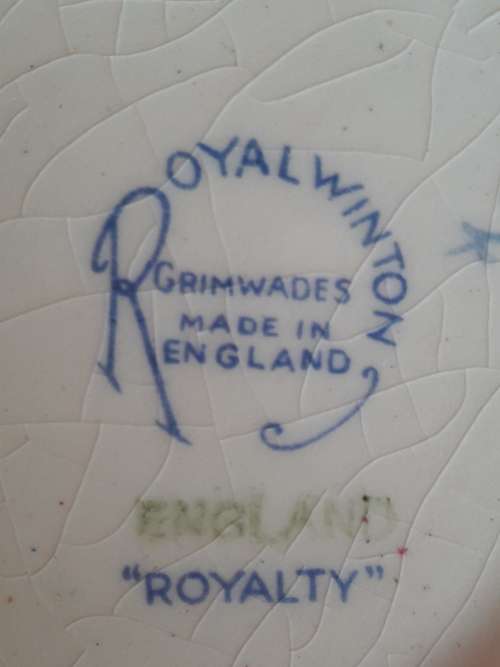 ROYAL WINTON
GRIMWADES
MADE IN
ENGLAND
ENGLAND
"ROYALTY"